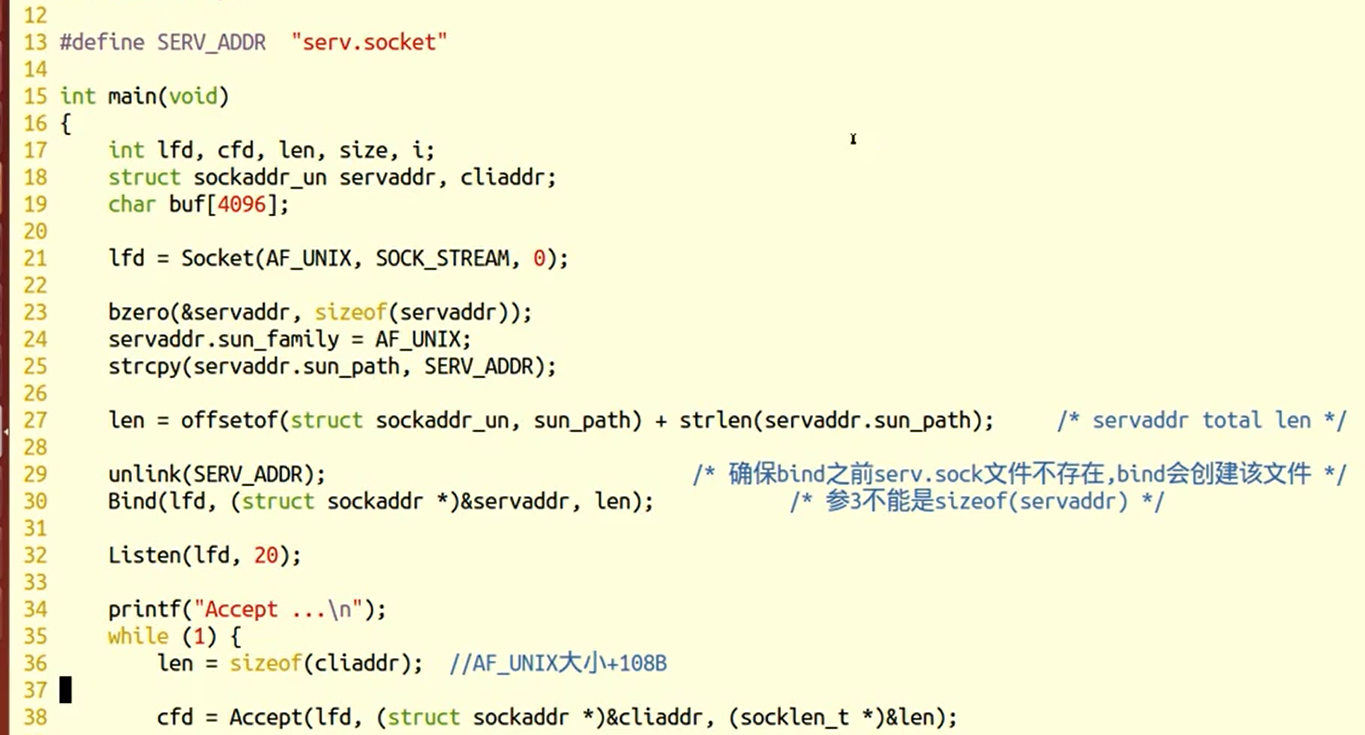 12
13 #define SERV_ADDR  "serv.socket"
14
15 int main(void)
16 {
17     int lfd, cfd, len, size, i;
18     struct sockaddr_un servaddr, cliaddr;
19     char buf[4096];
20
21     lfd = Socket(AF_UNIX, SOCK_STREAM, 0);
22
23     bzero(&servaddr, sizeof(servaddr));
24     servaddr.sun_family = AF_UNIX;
25     strcpy(servaddr.sun_path, SERV_ADDR);
26
27     len = offsetof(struct sockaddr_un, sun_path) + strlen(servaddr.sun_path);     /* servaddr total len */
28
29     unlink(SERV_ADDR);                              /* 确保bind之前serv.sock文件不存在,bind会创建该文件 */
30     Bind(lfd, (struct sockaddr *)&servaddr, len);           /* 参3不能是sizeof(servaddr) */
31
32     Listen(lfd, 20);
33
34     printf("Accept ...\n");
35     while (1) {
36         len = sizeof(cliaddr);  //AF_UNIX大小+108B
37
38         cfd = Accept(lfd, (struct sockaddr *)&cliaddr, (socklen_t *)&len);